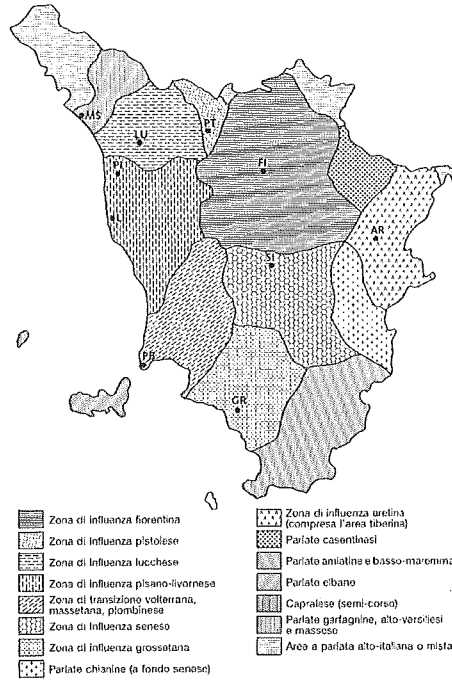 MS
LU
PT
PI
LI
FI
AR
SI
PB
GR
Zona di influenza fiorentina
Zona di influenza pistoiese
Zona di influenza lucchese
Zona di influenza pisano-livornese
Zona di transizione volterrana,
massetana, piombinese
Zona di influenza senese
Zona di influenza grossetana
Parlate chianine (a fondo senese)
Zona di influenza aretina
(compresa l'area tiberina)
Parlate casentinesi
Parlate amiatine e basso-maremma
Parlate elbane
Capraiese (semi-corso)
Parlate garfagnine, alto-versiliesi
e massese
Area a parlata alto-italiana o mista